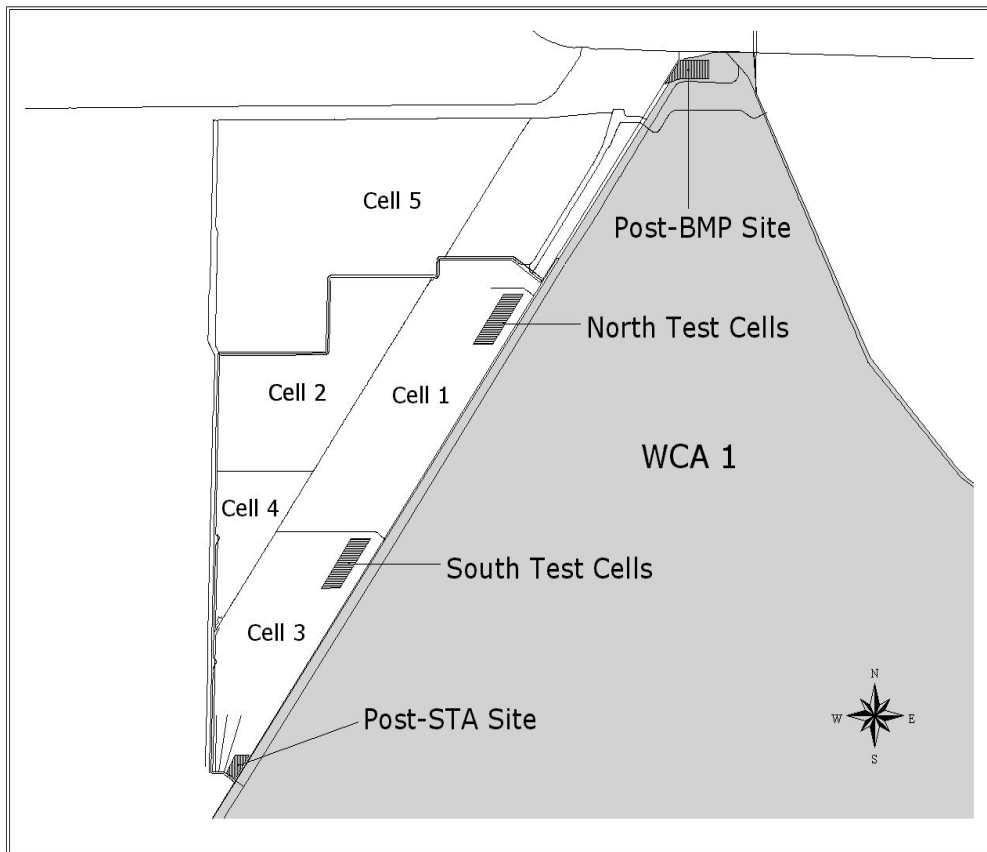 Cell 5
Post-BMP Site
North Test Cells
Cell 2
Cell 1
WCA 1
Cell 4
South Test Cells
Cell 3
Post-STA Site
N
W
E
S